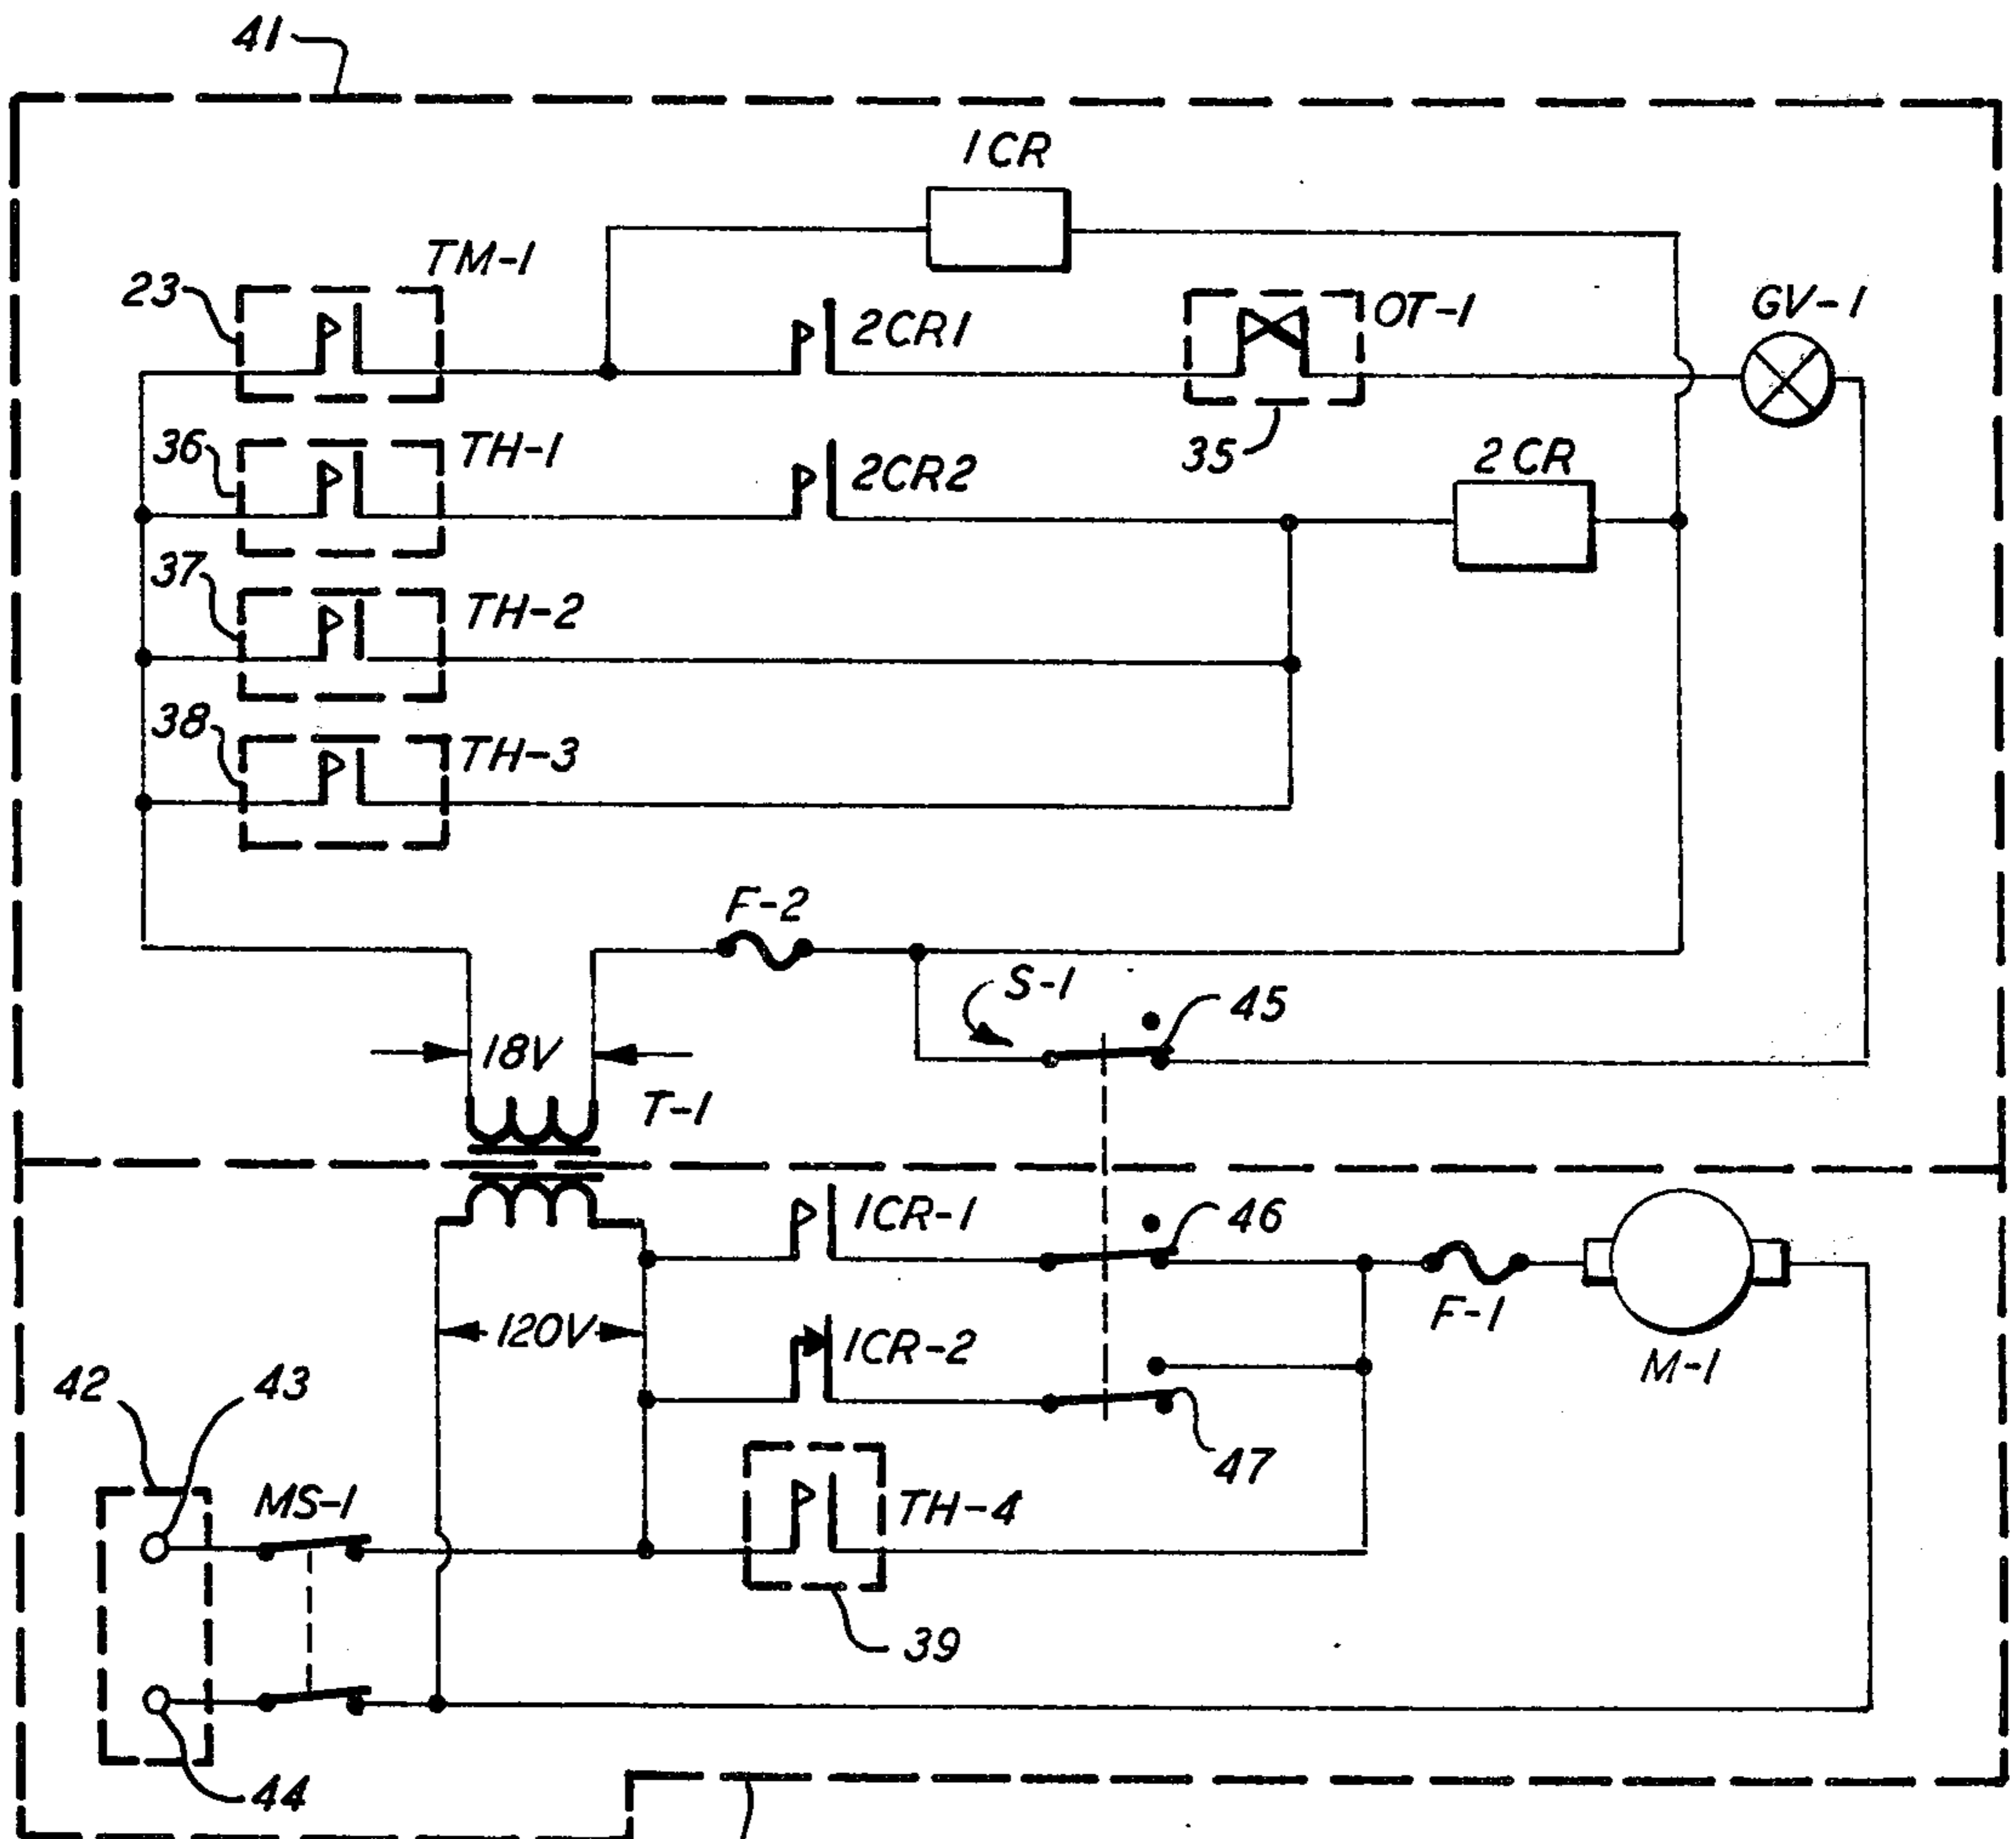 41
1CR
TM-1
23
2CR1
OT-1
GV-1
36
TH-1
2CR2
35
2CR
37
TH-2
38
TH-3
F-2
S-1
45
18V
T-1
1CR-1
46
120V
1CR-2
F-1
M-1
42
43
47
MS-1
TH-4
39
44